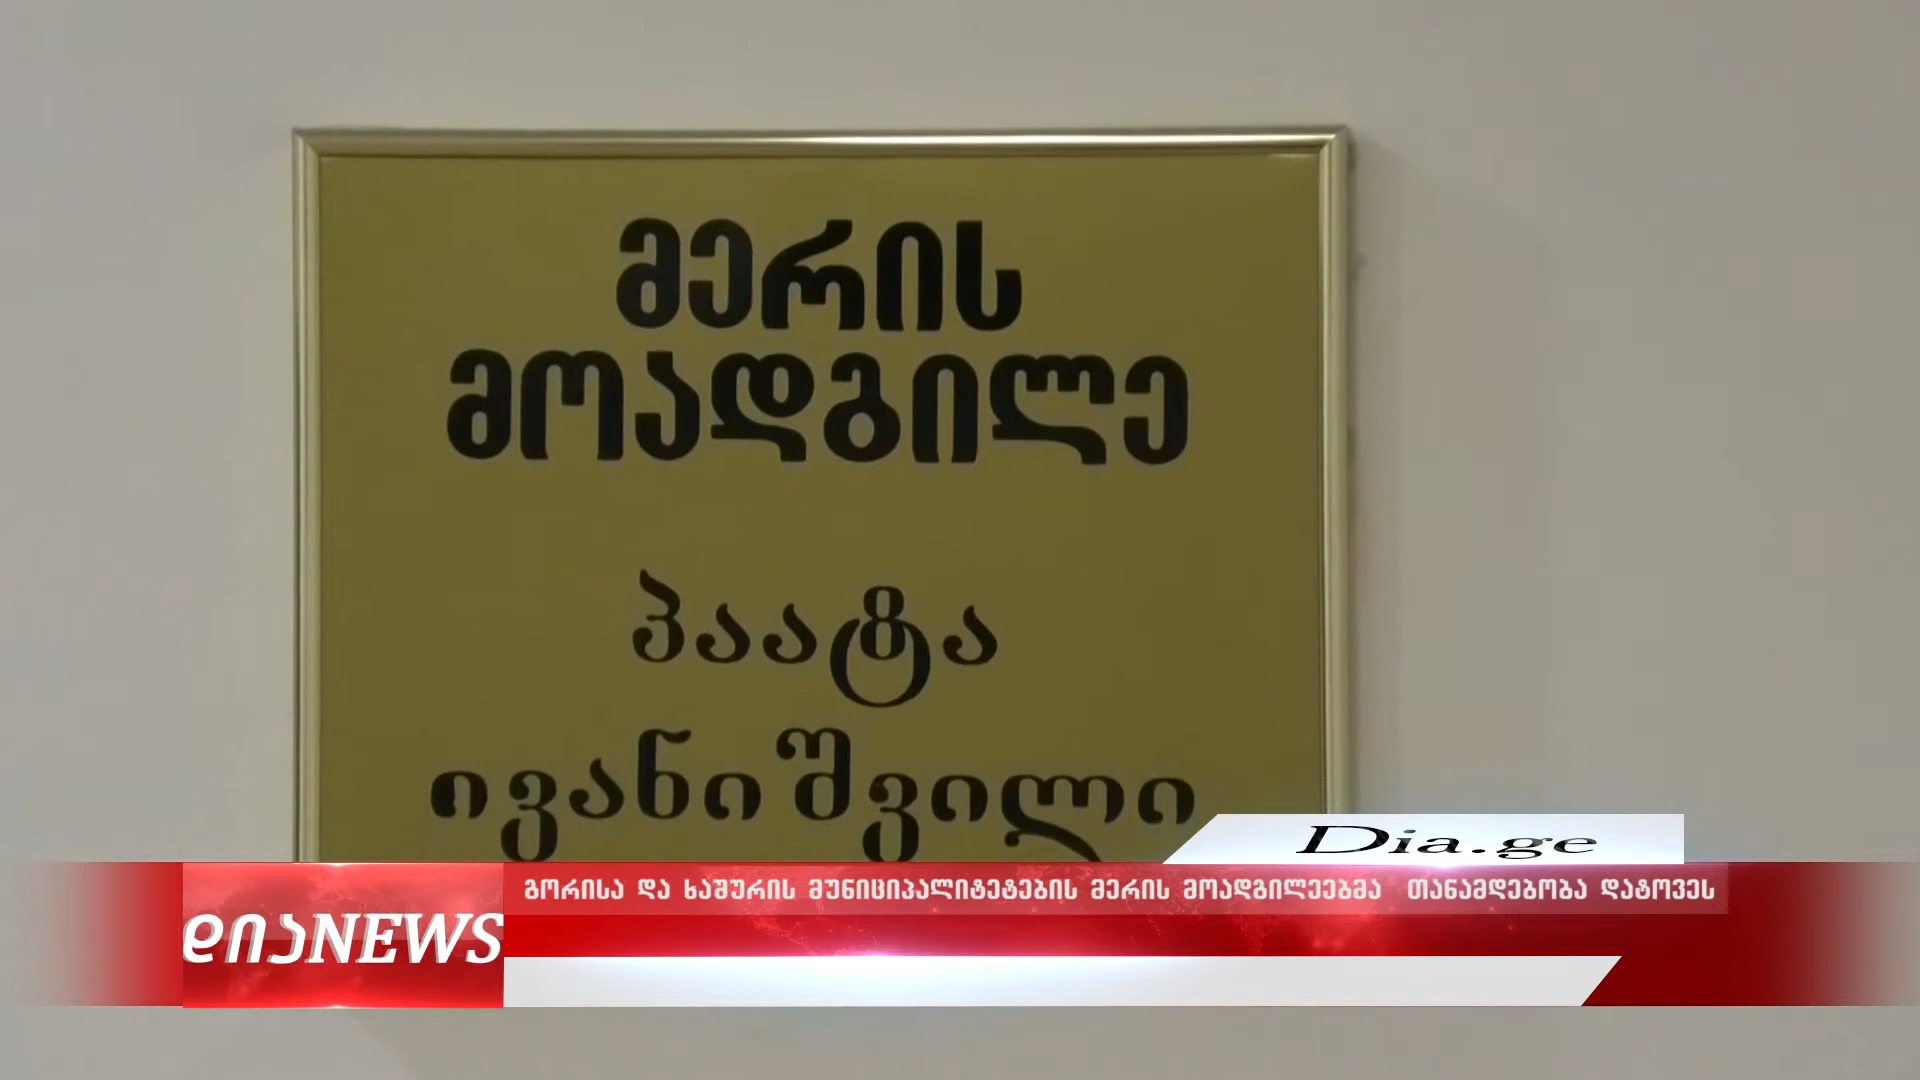 მერის
მოადგილე
პაატა
ივანიშვილი
Dia.ge
გორისა და ხაშურის მუნიციპალიტეტების მერის მოადგილეებმა თანამდებობა დატოვეს
დიაNEWS